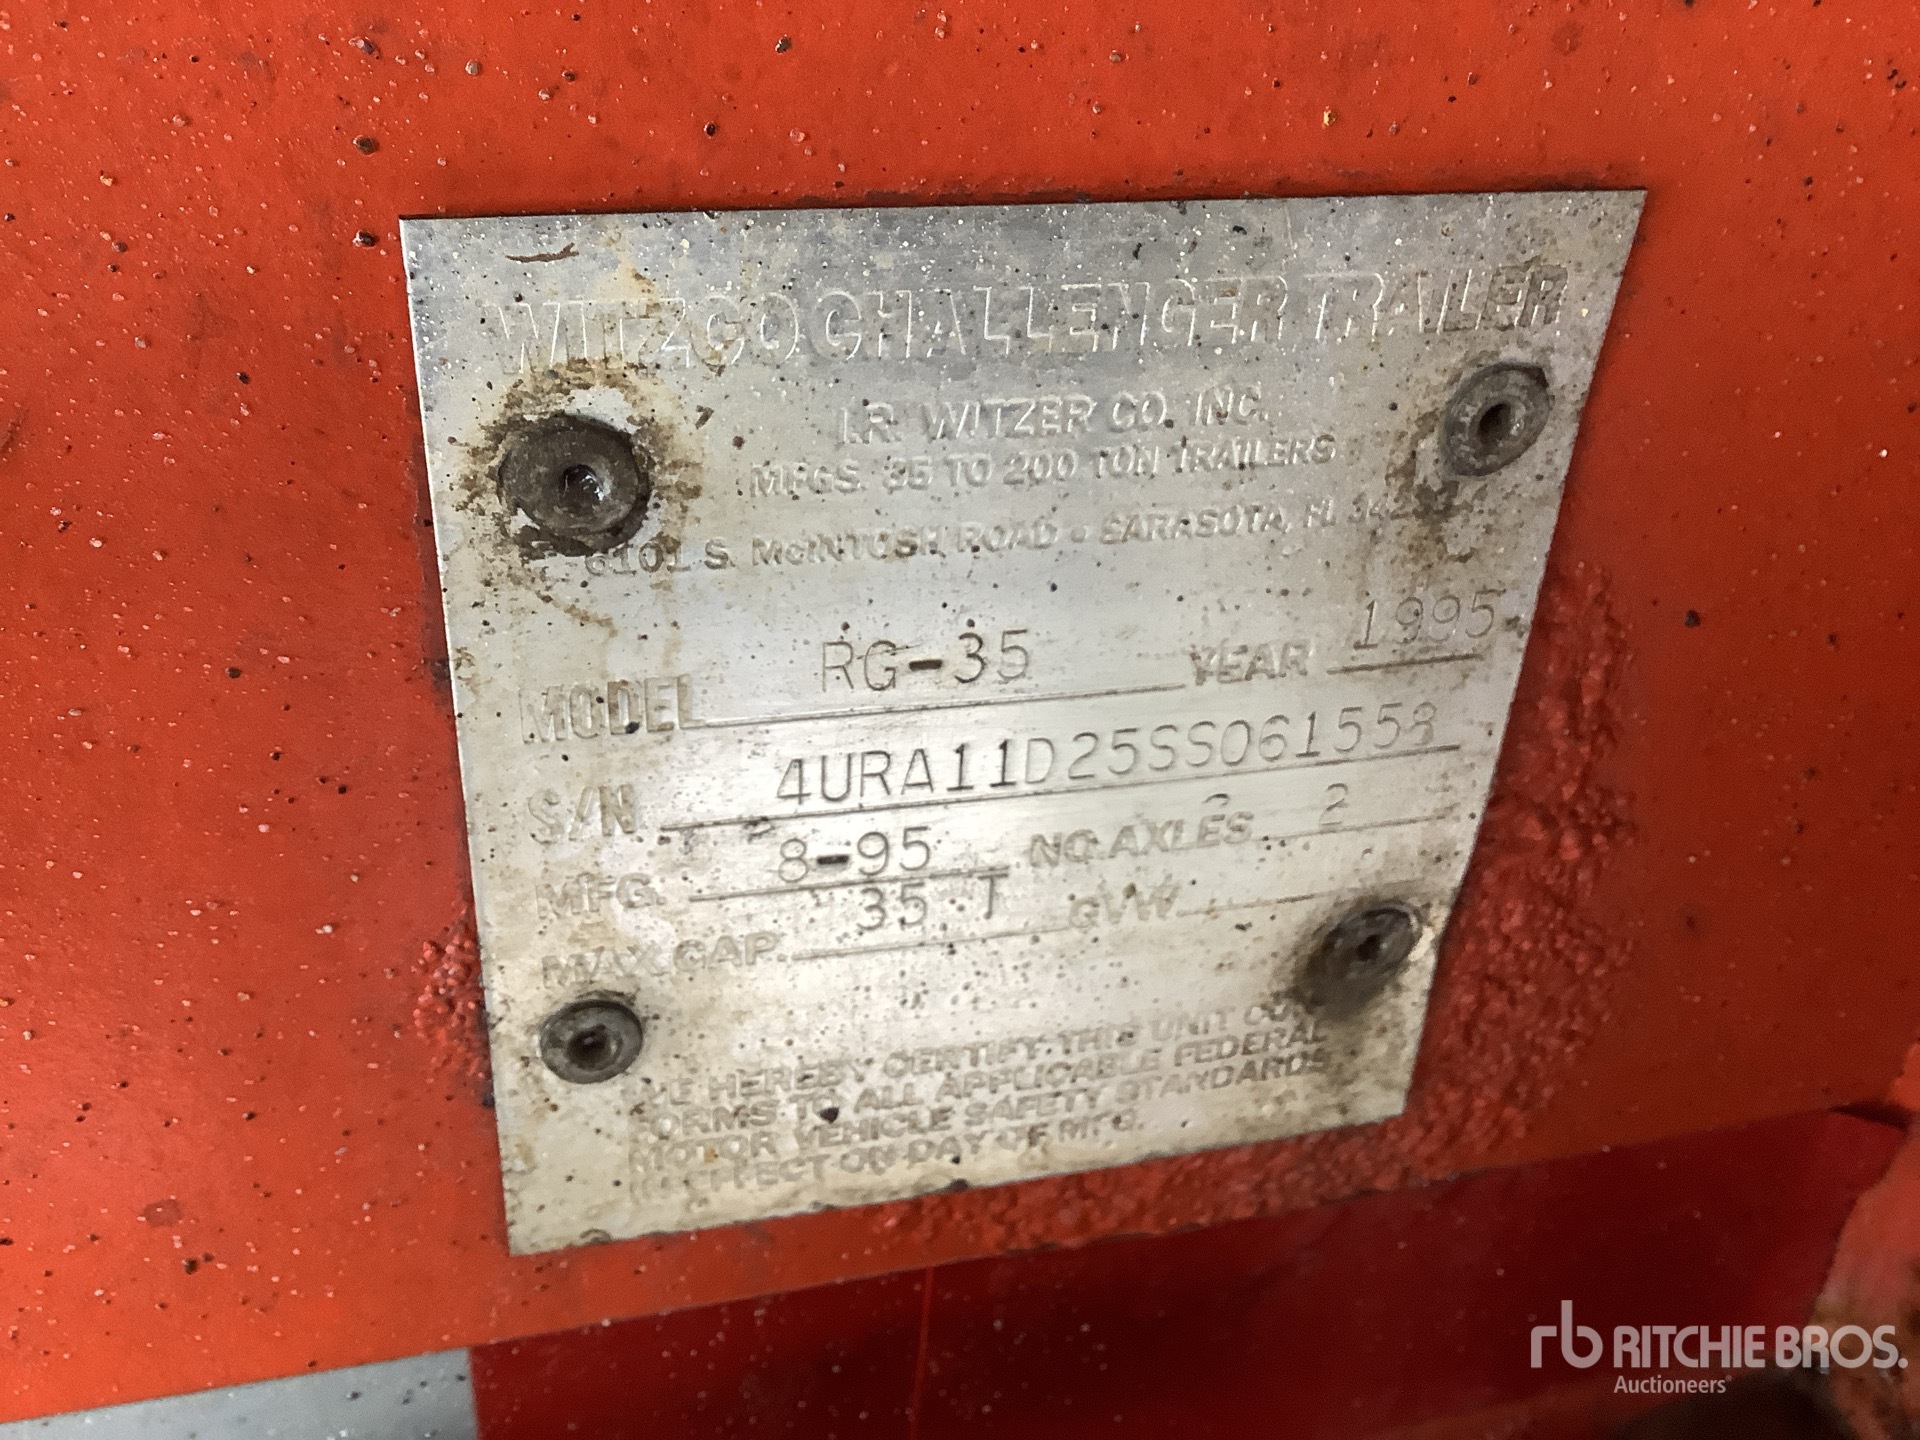 WITZCO CHALLENGER TRAILER
I.R. WITZER CO. INC.
MFGS. 35 TO 200 TON TRAILERS
6101 S. McINTOSH ROAD • SARASOTA, Fl
MODEL RG-35 YEAR 1995
S/N 4URA11D25SS061558
MFG. 8-95 NO. AXLES 2
MAX. CAP. 35 T GVW
HEREBY CERTIFY THIS UNIT
FORMS TO ALL APPLICABLE FEDERAL
MOTOR VEHICLE SAFETY STANDARDS
IN EFFECT ON DAY OF MFG.
rb RITCHIE BROS.
Auctioneers